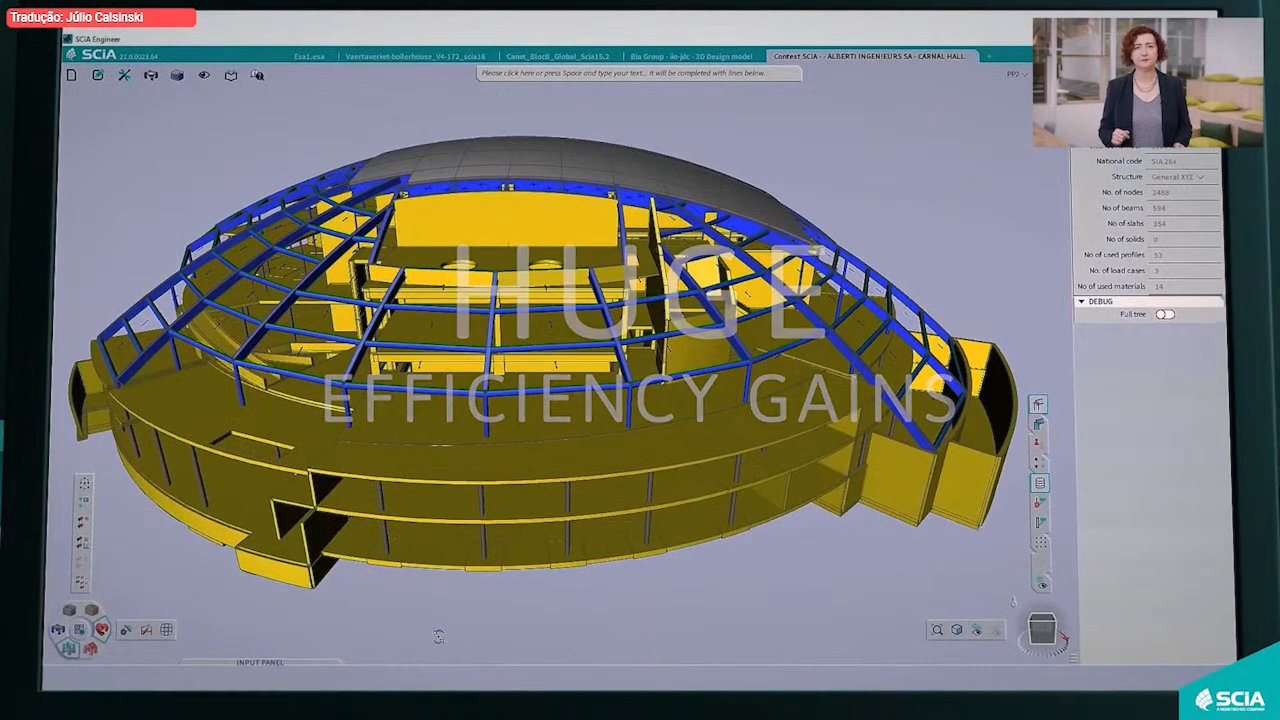 Tradução: Júlio Calsinski
SCIA Engineer
SCIA 21.0.0023.64
Esa1.esa
Vaertaverket-boilerhouse_V4-172_scia16
Canet_BlocB_Global_Scia15.2
Bia Group - ilo-jdc - 3D Design model
Contest SCIA - - ALBERTI INGENIEURS SA - CARNAL HALL
Please click here or press Space and type your text... it will be completed with lines below.
PP2
National code SIA 26x
Structure General XYZ
No. of nodes 2488
No of beams 594
No of slabs 354
No of solids 0
No of used profiles 53
No. of load cases 3
No of used materials 14
DEBUG
Full tree
HUGE
EFFICIENCY GAINS
INPUT PANEL
SCIA
A NEMETSCHEK COMPANY